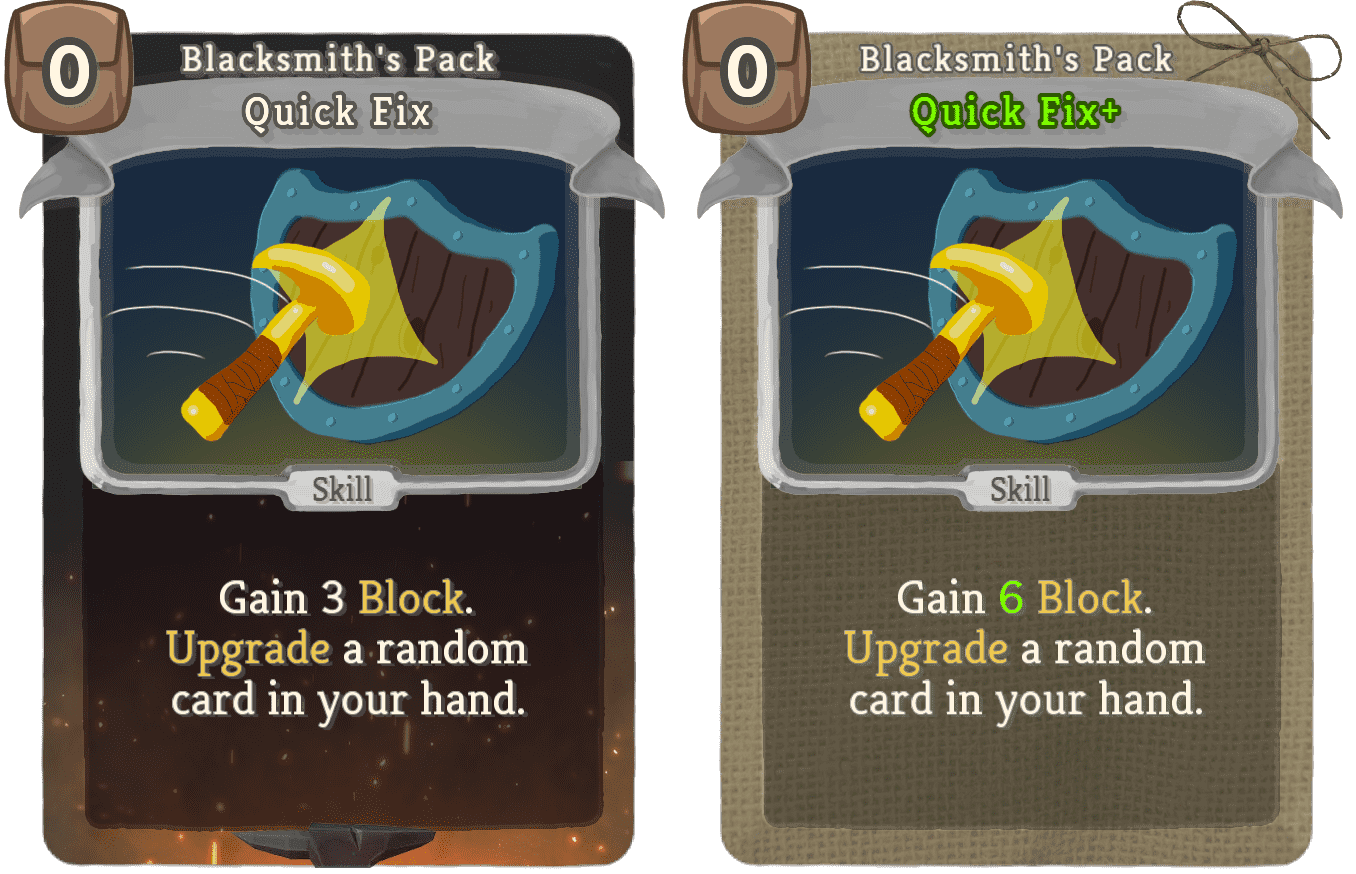 0
Blacksmith's Pack
Quick Fix
Skill
Gain 3 Block.
Upgrade a random
card in your hand.
0
Blacksmith's Pack
Quick Fix+
Skill
Gain 6 Block.
Upgrade a random
card in your hand.